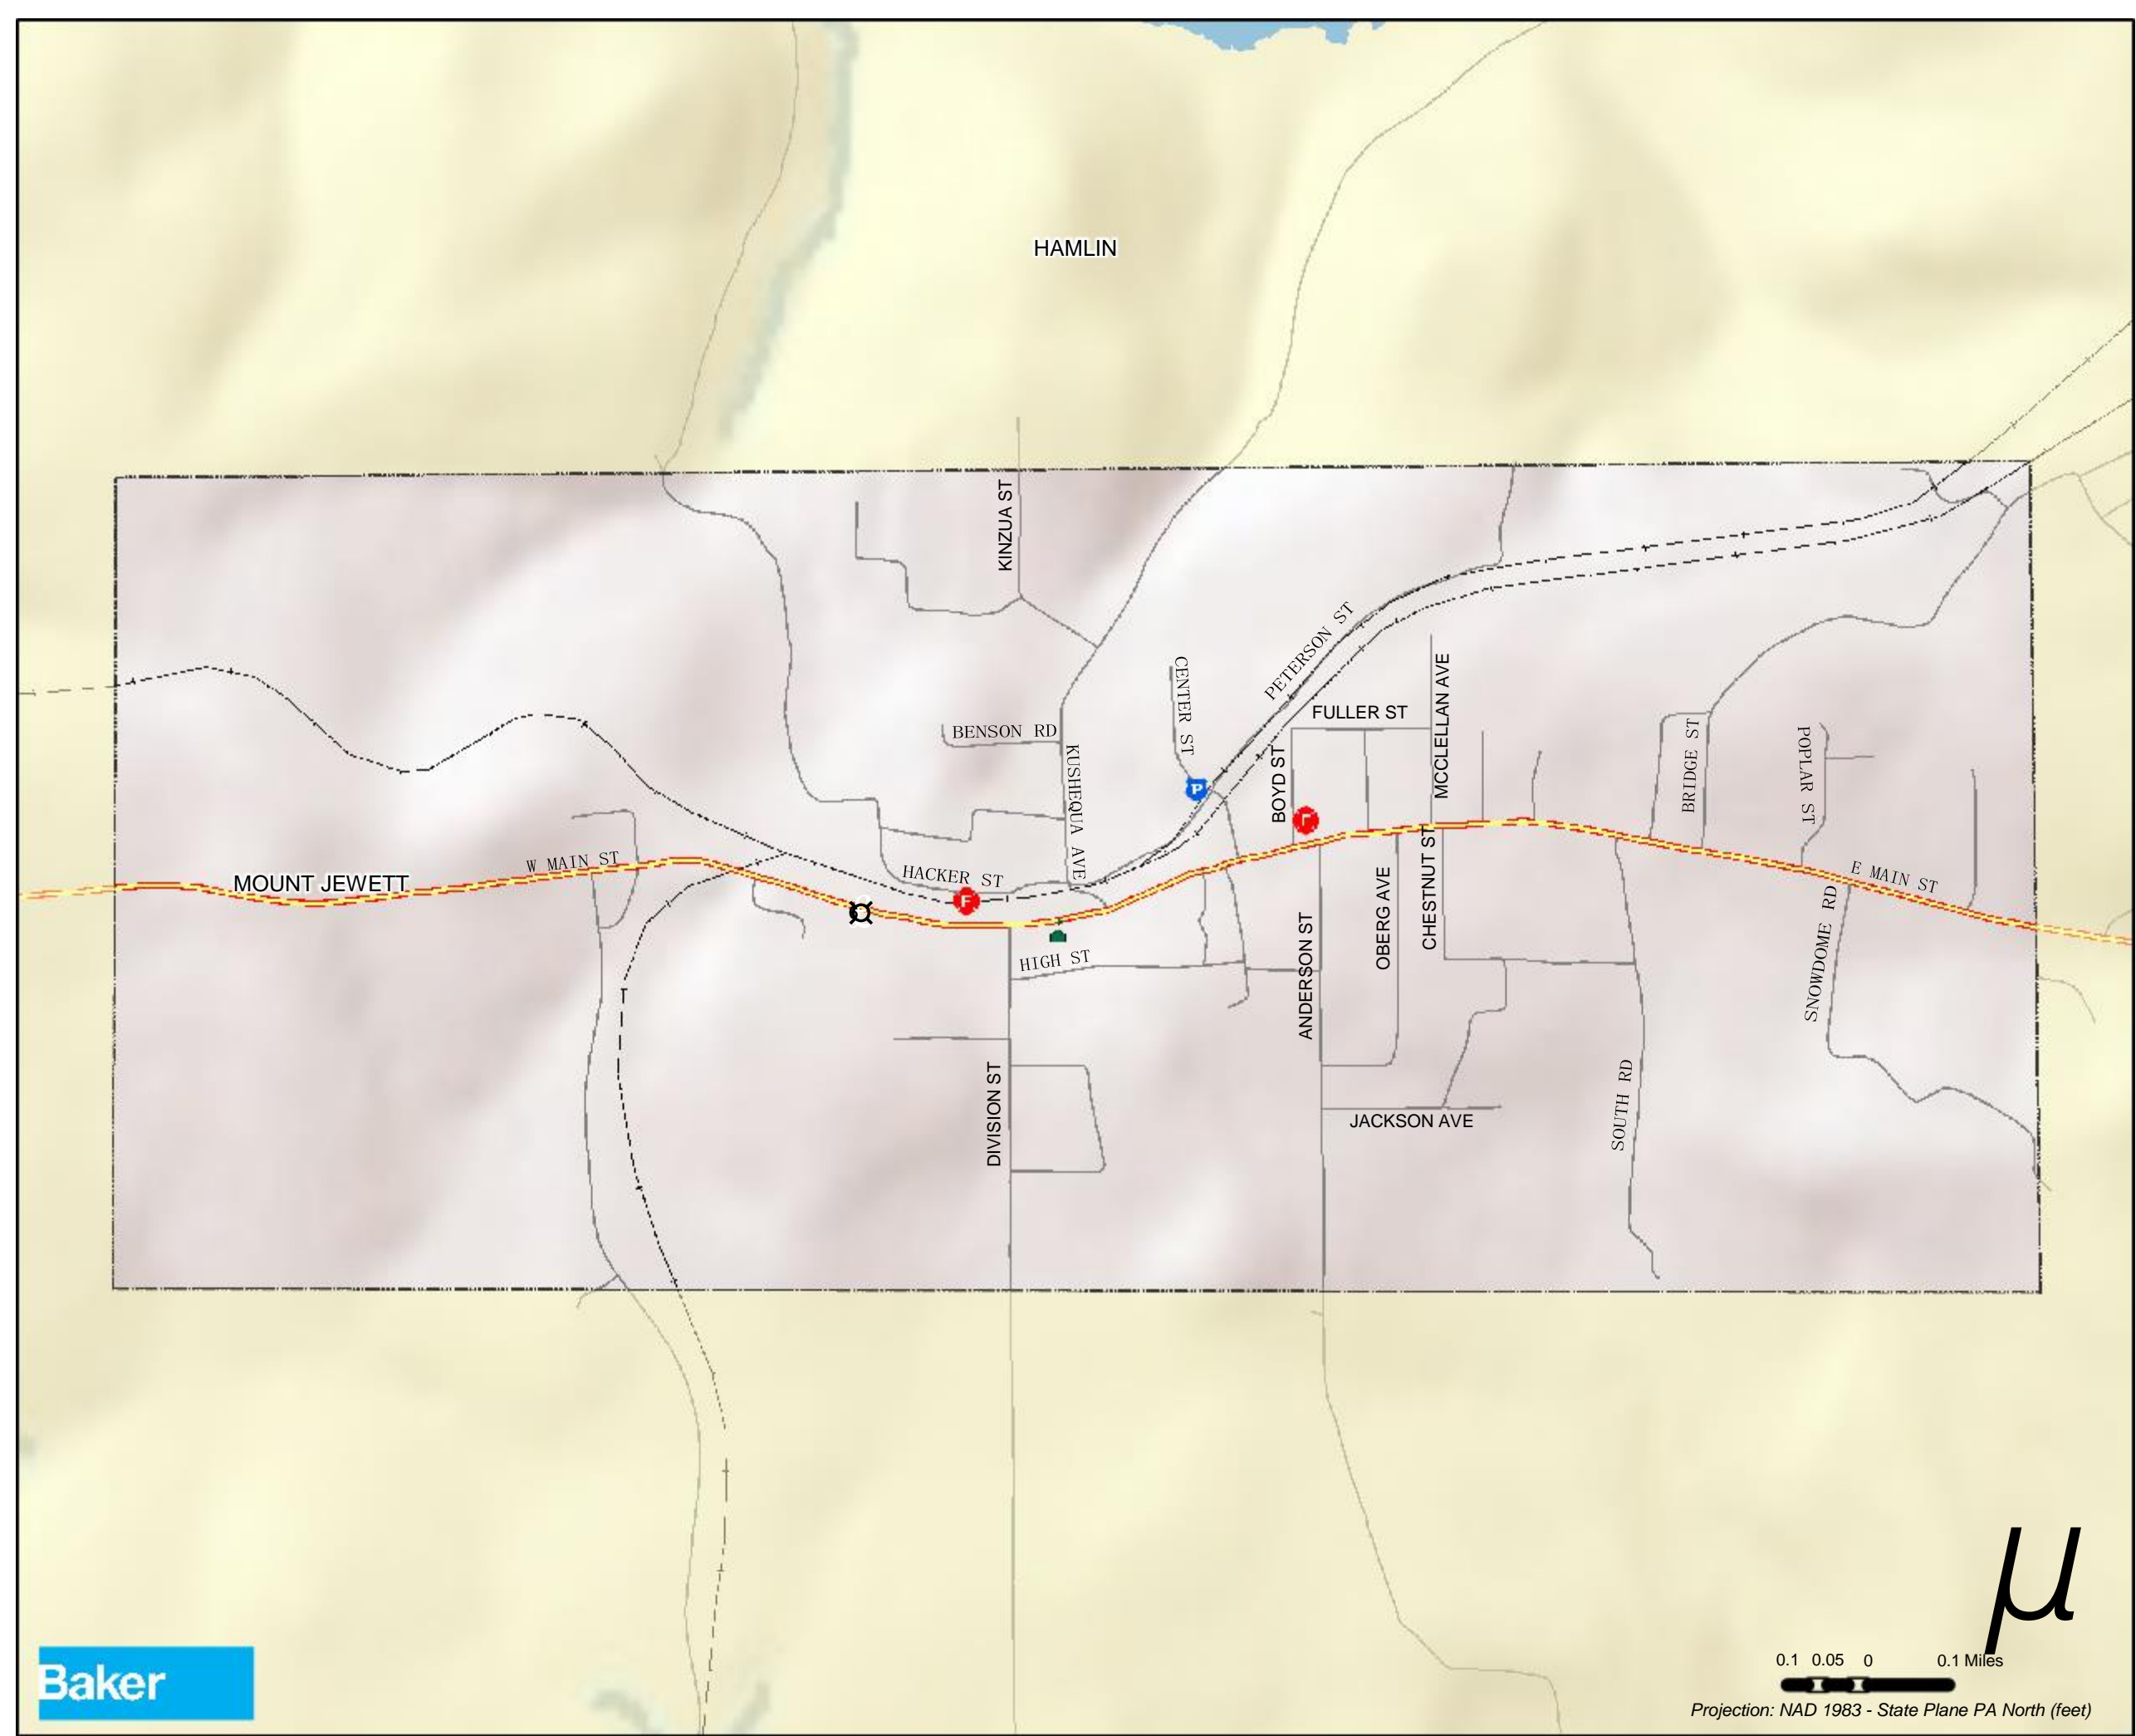 HAMLIN
KINZUA ST
PETERSON ST
CENTER ST
MCCLELLAN AVE
FULLER ST
BENSON RD
KUSHEQUA AVE
BOYD ST
BRIDGE ST
POPLAR ST
P
F
W MAIN ST
MOUNT JEWETT
HACKER ST
F
CHESTNUT ST
OBERG AVE
E MAIN ST
SNOWDOME RD
HIGH ST
ANDERSON ST
DIVISION ST
SOUTH RD
JACKSON AVE
µ
Baker
0.1 0.05 0 0.1 Miles
Projection: NAD 1983 - State Plane PA North (feet)